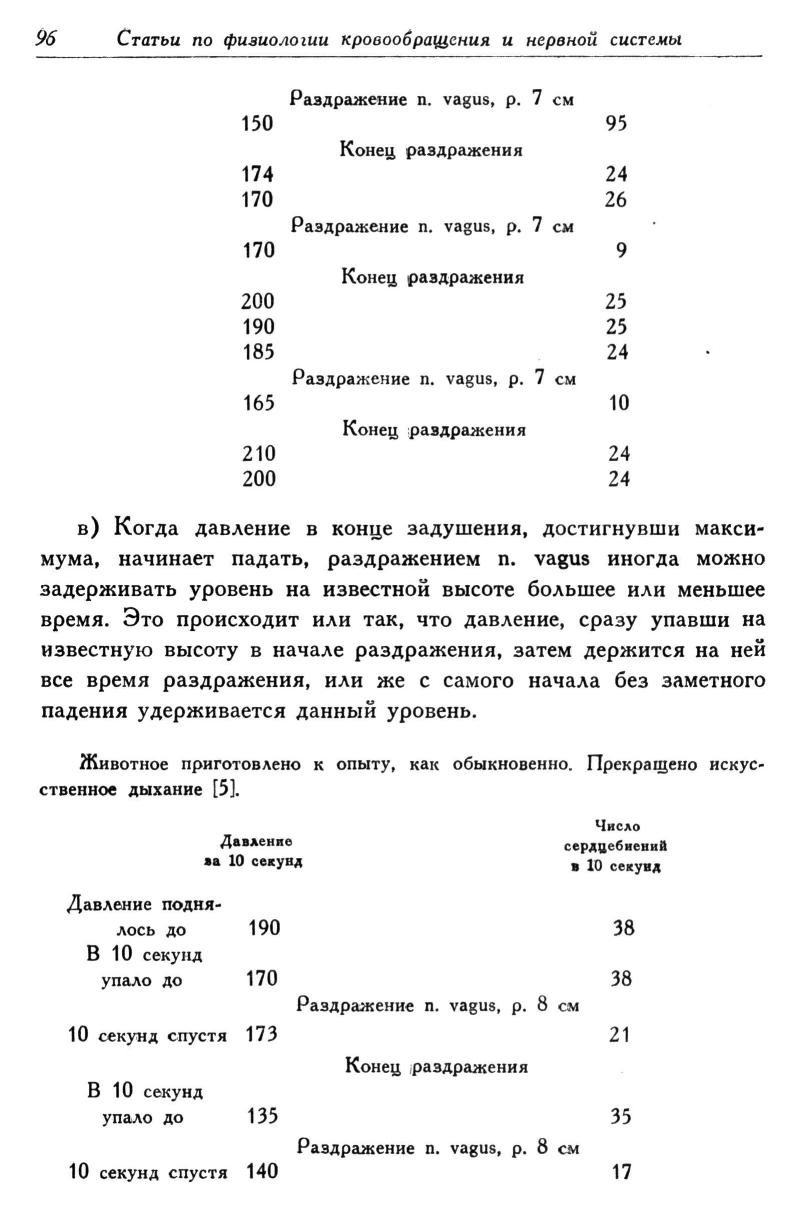 96 Статьи по физиологии кровообращения и нервной системы
Раздражение n. vagus, р. 7 см
150 95
Конец раздражения
174 24
170 26
Раздражение n. vagus, р. 7 см
170 9
Конец раздражения
200 25
190 25
185 24
Раздражение n. vagus, р. 7 см
165 10
Конец раздражения
210 24
200 24
в) Когда давление в конце задушения, достигнувши макси-
мума, начинает падать, раздражением n. vagus иногда можно
задерживать уровень на известной высоте большее или меньшее
время. Это происходит или так, что давление, сразу упавши на
известную высоту в начале раздражения, затем держится на ней
все время раздражения, или же с самого начала без заметного
падения удерживается данный уровень.
Животное приготовлено к опыту, как обыкновенно. Прекращено искус-
ственное дыхание [5].
Давление
за 10 секунд
Число
сердцебиений
в 10 секунд
Давление подня-
лось до 190 38
В 10 секунд
упало до 170 38
Раздражение n. vagus, р. 8 см
10 секунд спустя 173 21
Конец раздражения
В 10 секунд
упало до 135 35
Раздражение n. vagus, р. 8 см
10 секунд спустя 140 17